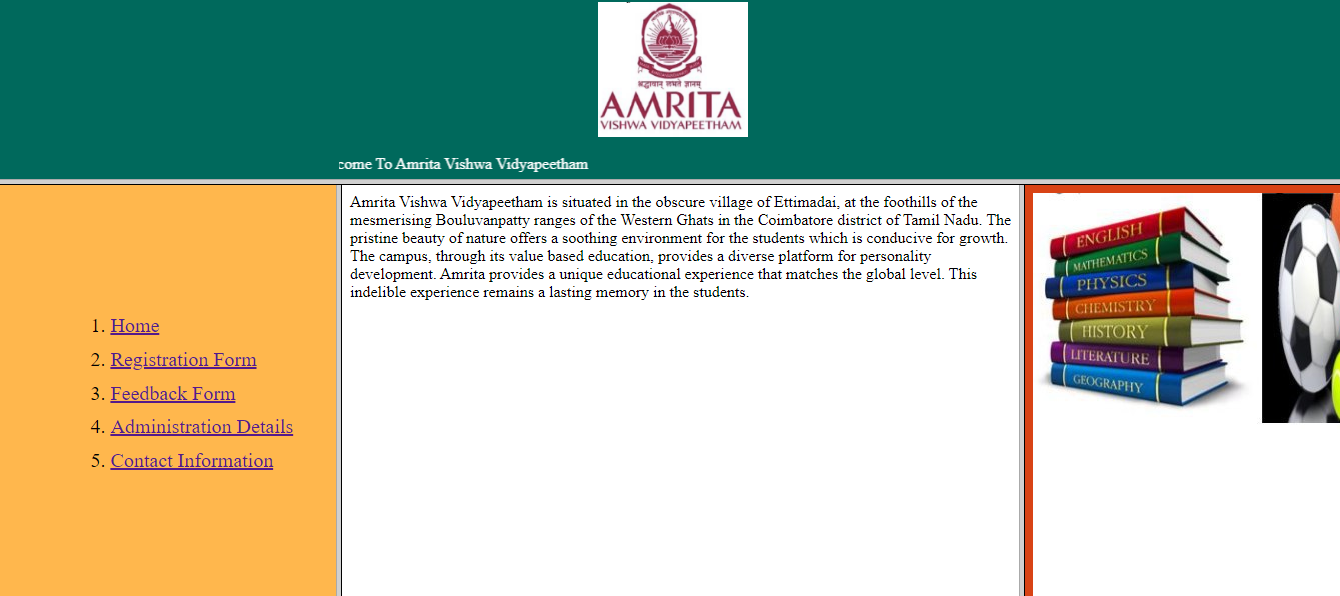 श्रद्धावान् लभते ज्ञानम्
AMRITA
VISHWA VIDYAPEETHAM
come To Amrita Vishwa Vidyapeetham
1. Home
2. Registration Form
3. Feedback Form
4. Administration Details
5. Contact Information
Amrita Vishwa Vidyapeetham is situated in the obscure village of Ettimadai, at the foothills of the
mesmerising Bouluvanpatty ranges of the Western Ghats in the Coimbatore district of Tamil Nadu. The
pristine beauty of nature offers a soothing environment for the students which is conducive for growth.
The campus, through its value based education, provides a diverse platform for personality
development. Amrita provides a unique educational experience that matches the global level. This
indelible experience remains a lasting memory in the students.
ENGLISH
MATHEMATICS
PHYSICS
CHEMISTRY
HISTORY
LITERATURE
GEOGRAPHY